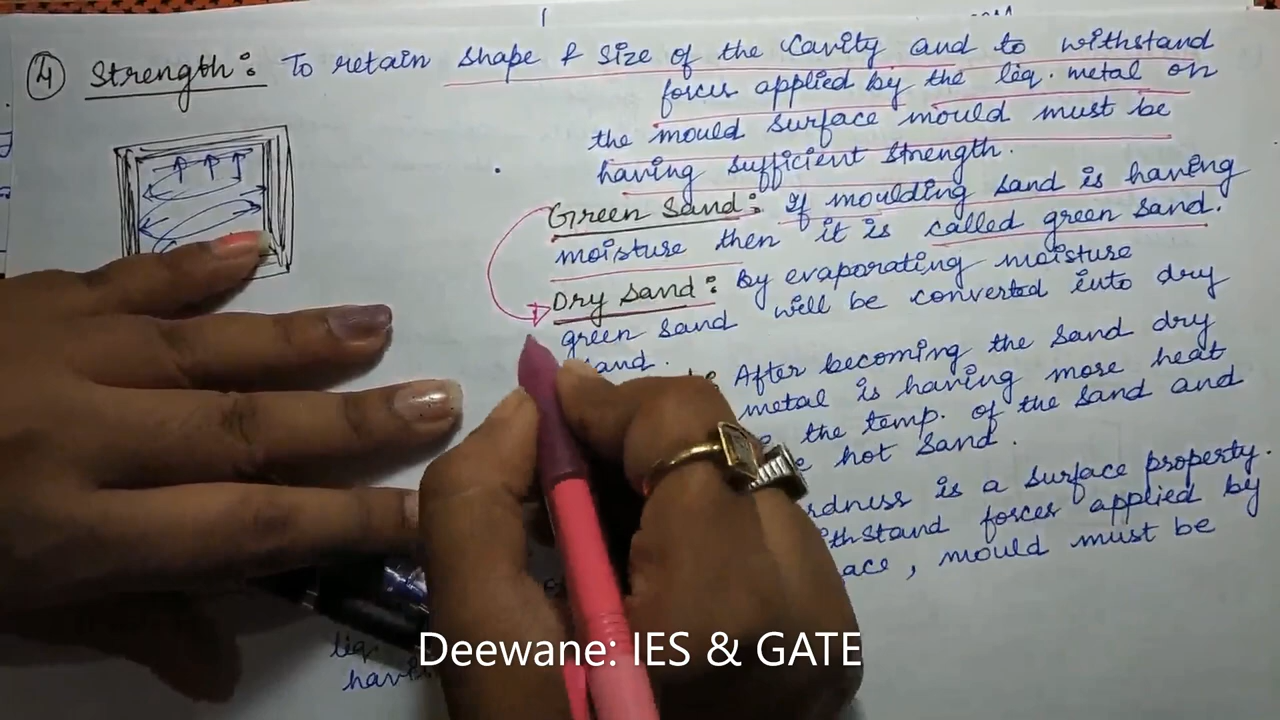 4 Strength: To retain shape & size of the cavity and to withstand
forces applied by the liq. metal on
the mould surface mould must be
having sufficient strength.
Green Sand: If moulding sand is having
moisture then it is called green sand.
Dry Sand: By evaporating moisture
green sand will be converted into dry
sand.
After becoming the sand dry
metal is having more heat
the temp. of the sand and
hot sand.
is a surface property.
forces applied by
, mould must be
liq
Deewane: IES & GATE